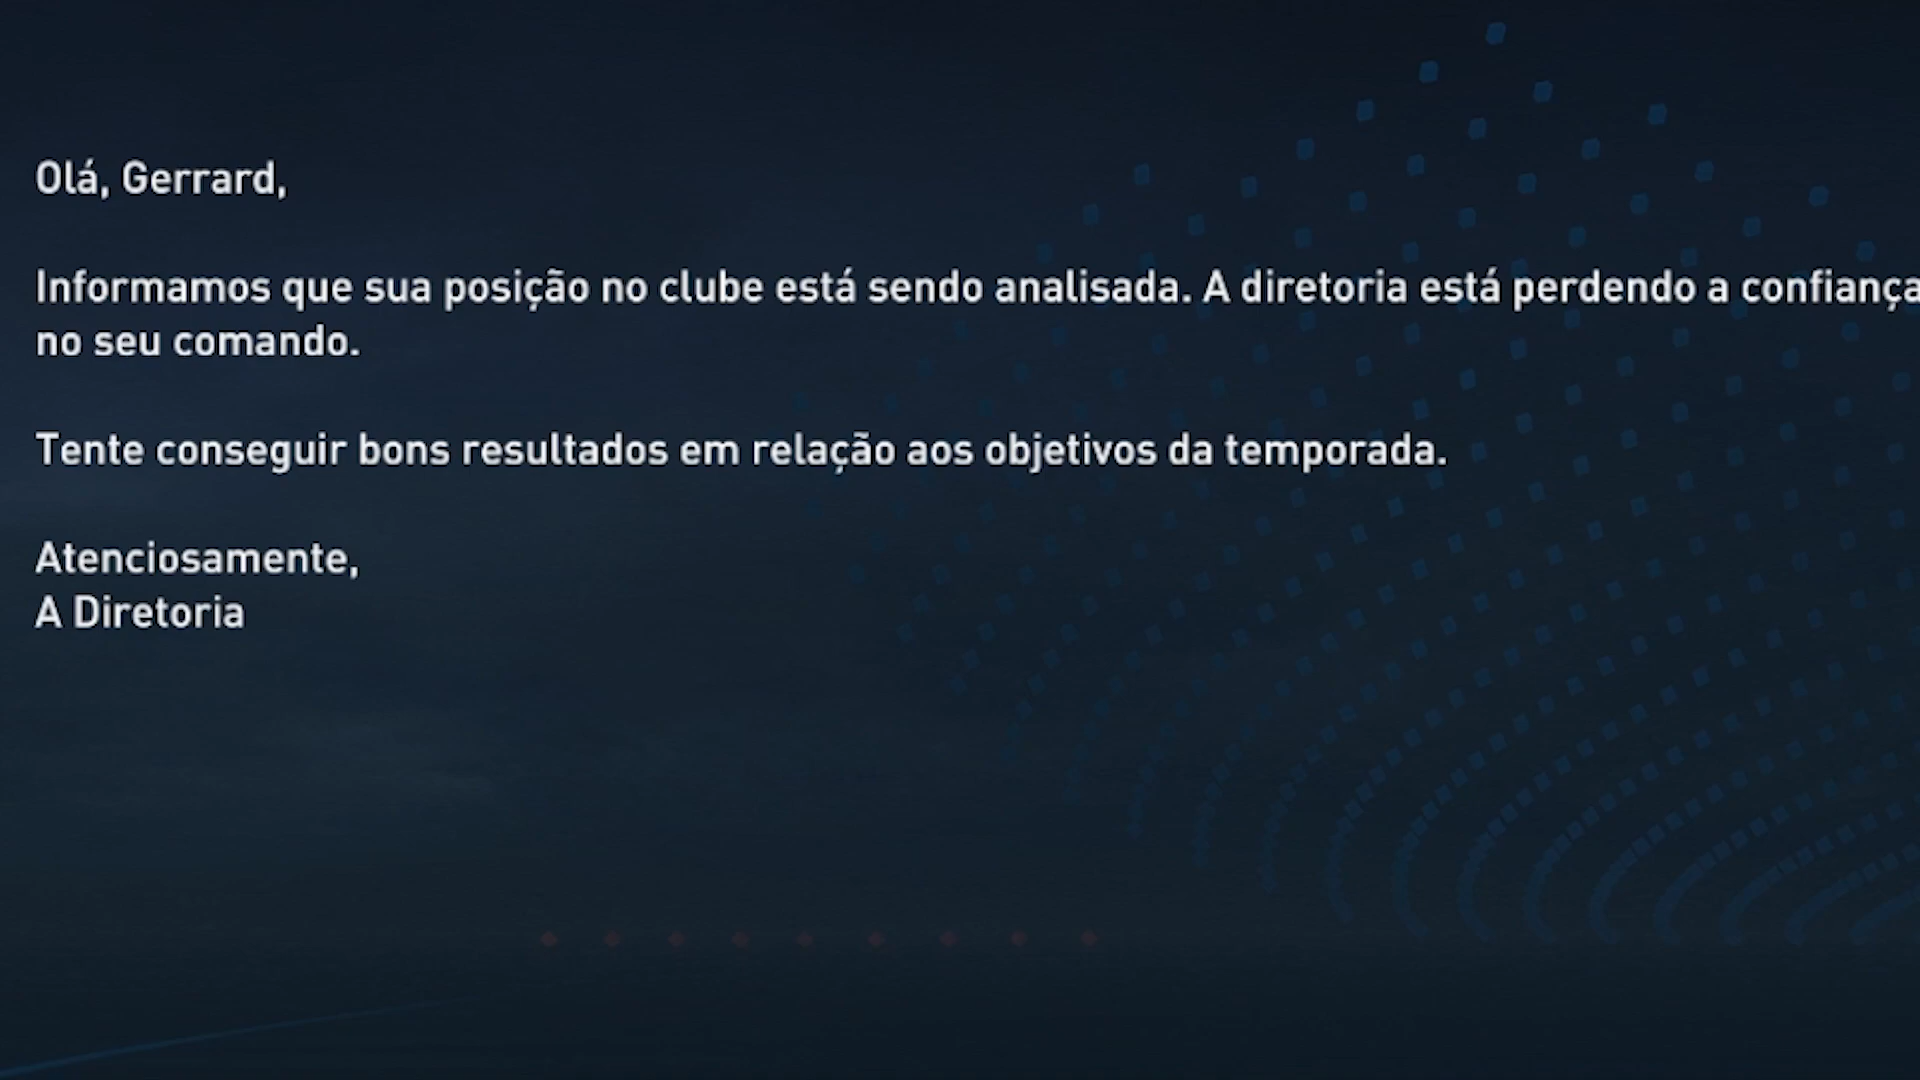 Olá, Gerrard,
Informamos que sua posição no clube está sendo analisada. A diretoria está perdendo a confiança
no seu comando.
Tente conseguir bons resultados em relação aos objetivos da temporada.
Atenciosamente,
A Diretoria